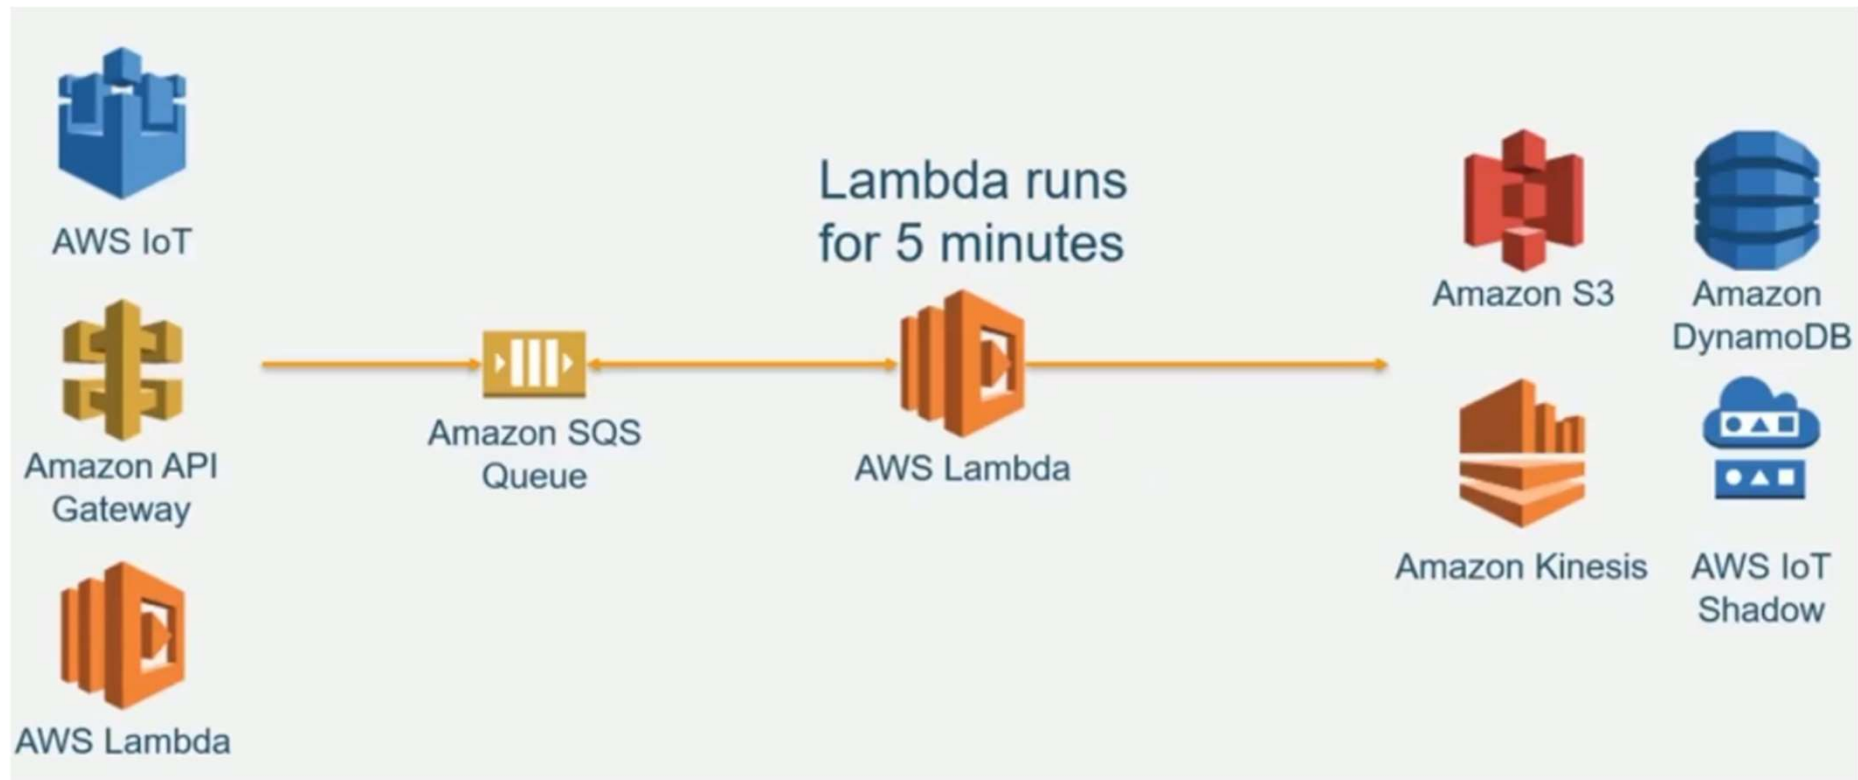 AWS IoT
Amazon API
Gateway
AWS Lambda
Amazon SQS
Queue
Lambda runs
for 5 minutes
AWS Lambda
Amazon S3
Amazon
DynamoDB
Amazon Kinesis
AWS IoT
Shadow